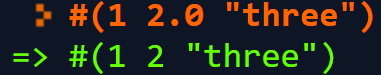 > #(1 2.0 "three")
=> #(1 2 "three")